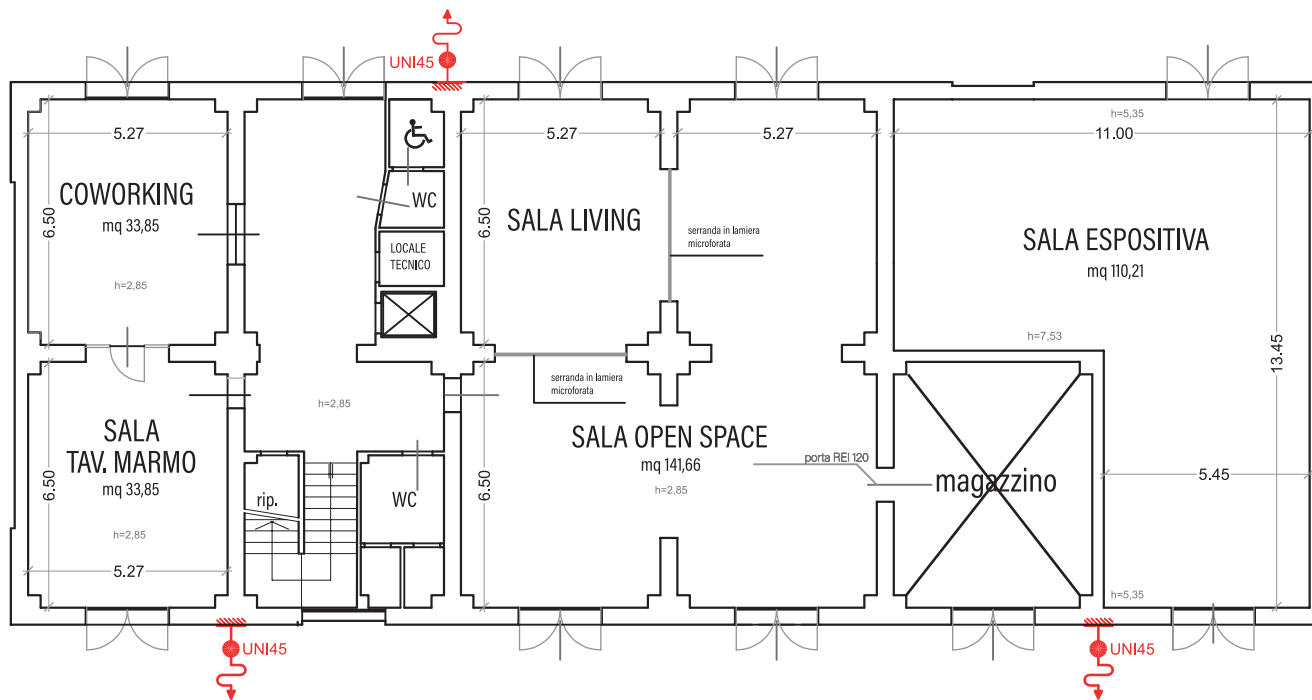 UNI45
h=5,35
5.27
5.27
5.27
11.00
COWORKING
mq 33,85
6.50
h=2,85
WC
LOCALE
TECNICO
6.50
SALA LIVING
serranda in lamiera
microforata
SALA ESPOSITIVA
mq 110,21
h=7,53
13.45
serranda in lamiera
microforata
h=2,85
SALA
TAV. MARMO
mq 33,85
6.50
h=2,85
5.27
rip.
WC
6.50
SALA OPEN SPACE
mq 141,66
h=2,85
porta REI 120
magazzino
5.45
h=5,35
UNI45
UNI45